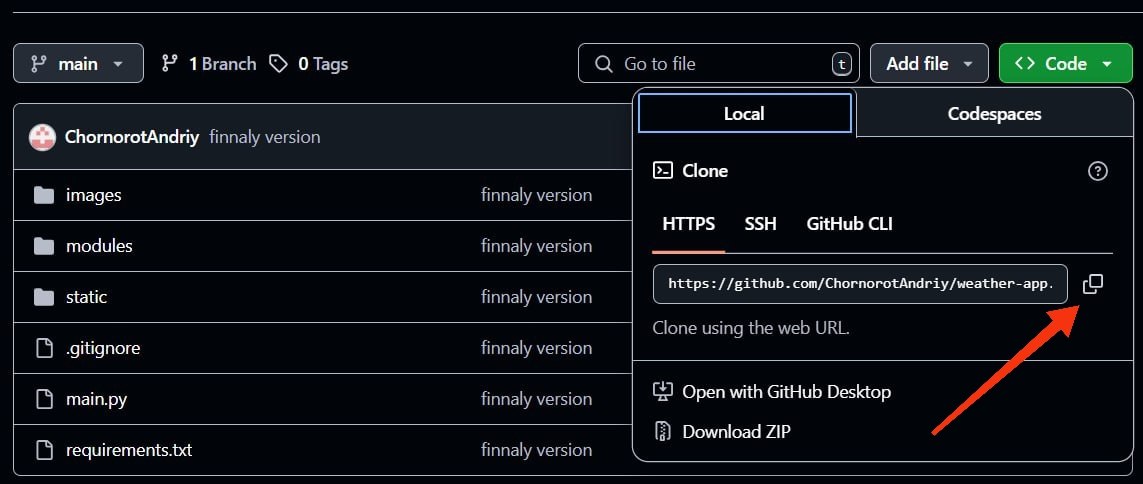 main 1 Branch 0 Tags Go to file t Add file Code
ChornorotAndriy finnaly version
images finnaly version
modules finnaly version
static finnaly version
.gitignore finnaly version
main.py finnaly version
requirements.txt finnaly version
Local Codespaces
Clone
HTTPS SSH GitHub CLI
https://github.com/ChornorotAndriy/weather-app.
Clone using the web URL.
Open with GitHub Desktop
Download ZIP